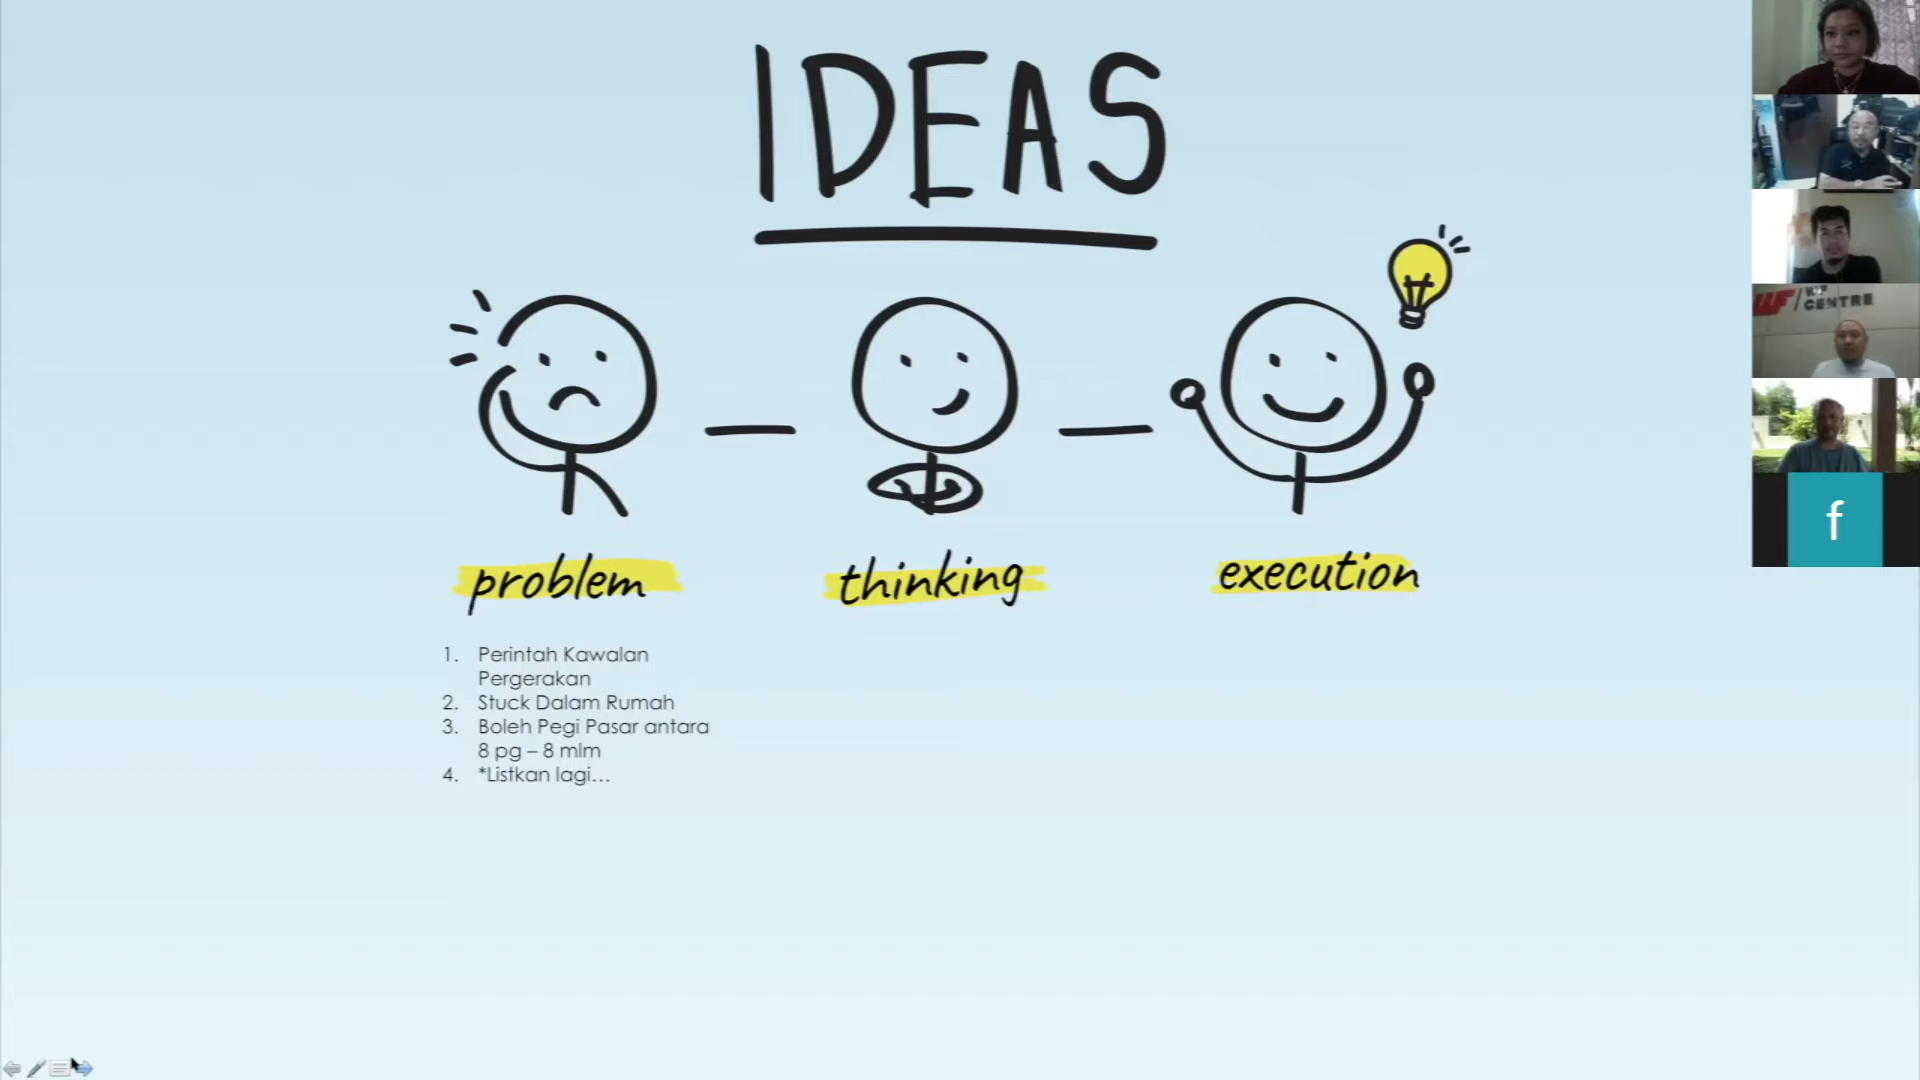 IDEAS
problem
thinking
execution
1. Perintah Kawalan
Pergerakan
2. Stuck Dalam Rumah
3. Boleh Pegi Pasar antara
8 pg – 8 mlm
4. *Listkan lagi...
CENTRE
f